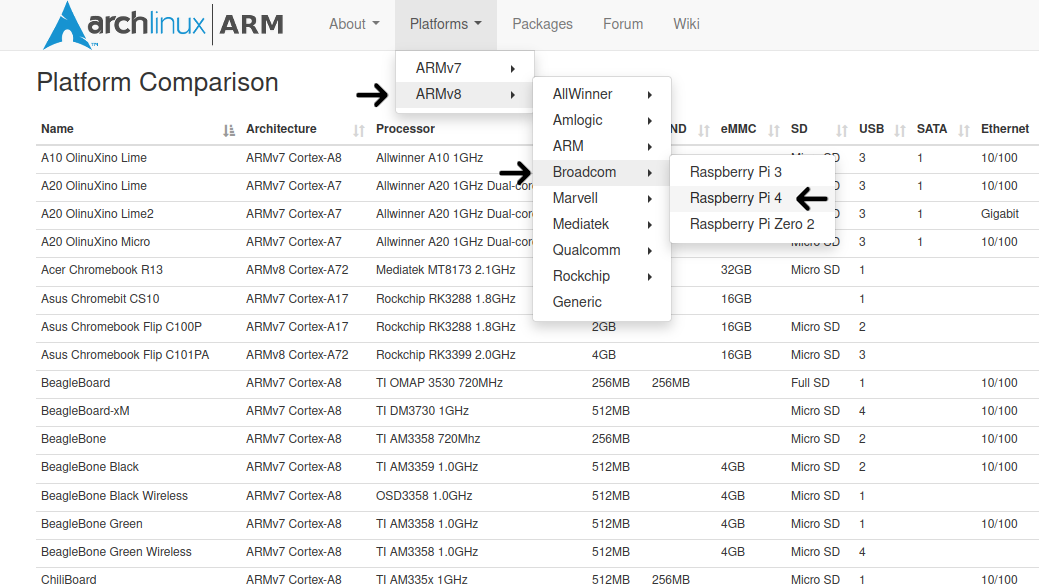 archlinux ARM
™
About Platforms Packages Forum Wiki
ARMv7
ARMv8
AllWinner
Amlogic
ARM
Broadcom
Marvell
Mediatek
Qualcomm
Rockchip
Generic
Raspberry Pi 3
Raspberry Pi 4
Raspberry Pi Zero 2
Platform Comparison
Name Architecture Processor ND eMMC SD USB SATA Ethernet
A10 OlinuXino Lime ARMv7 Cortex-A8 Allwinner A10 1GHz 3 1 10/100
A20 OlinuXino Lime ARMv7 Cortex-A7 Allwinner A20 1GHz Dual-core 3 1 10/100
A20 OlinuXino Lime2 ARMv7 Cortex-A7 Allwinner A20 1GHz Dual-core 3 1 Gigabit
A20 OlinuXino Micro ARMv7 Cortex-A7 Allwinner A20 1GHz Dual-core 3 1 10/100
Acer Chromebook R13 ARMv8 Cortex-A72 Mediatek MT8173 2.1GHz 32GB Micro SD 1
Asus Chromebit CS10 ARMv7 Cortex-A17 Rockchip RK3288 1.8GHz 16GB 1
Asus Chromebook Flip C100P ARMv7 Cortex-A17 Rockchip RK3288 1.8GHz 2GB 16GB Micro SD 2
Asus Chromebook Flip C101PA ARMv8 Cortex-A72 Rockchip RK3399 2.0GHz 4GB 16GB Micro SD 3
BeagleBoard ARMv7 Cortex-A8 TI OMAP 3530 720MHz 256MB 256MB Full SD 1 10/100
BeagleBoard-xM ARMv7 Cortex-A8 TI DM3730 1GHz 512MB Micro SD 4 10/100
BeagleBone ARMv7 Cortex-A8 TI AM3358 720Mhz 256MB Micro SD 2 10/100
BeagleBone Black ARMv7 Cortex-A8 TI AM3359 1.0GHz 512MB 4GB Micro SD 2 10/100
BeagleBone Black Wireless ARMv7 Cortex-A8 OSD3358 1.0GHz 512MB 4GB Micro SD 1
BeagleBone Green ARMv7 Cortex-A8 TI AM3358 1.0GHz 512MB 4GB Micro SD 1 10/100
BeagleBone Green Wireless ARMv7 Cortex-A8 TI AM3358 1.0GHz 512MB 4GB Micro SD 4
ChiliBoard ARMv7 Cortex-A8 TI AM335x 1GHz 512MB 256MB Micro SD 1 10/100